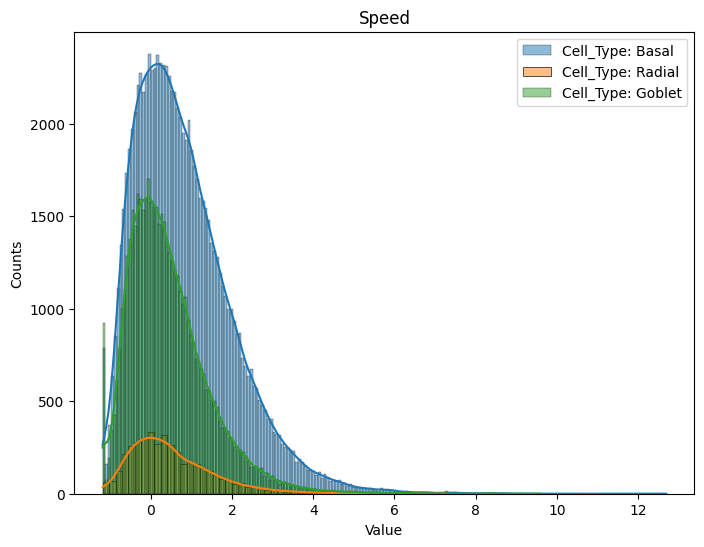 Speed
Cell_Type: Basal
Cell_Type: Radial
Cell_Type: Goblet
Counts
2000
1500
1000
500
0
0
2
4
6
8
10
12
Value